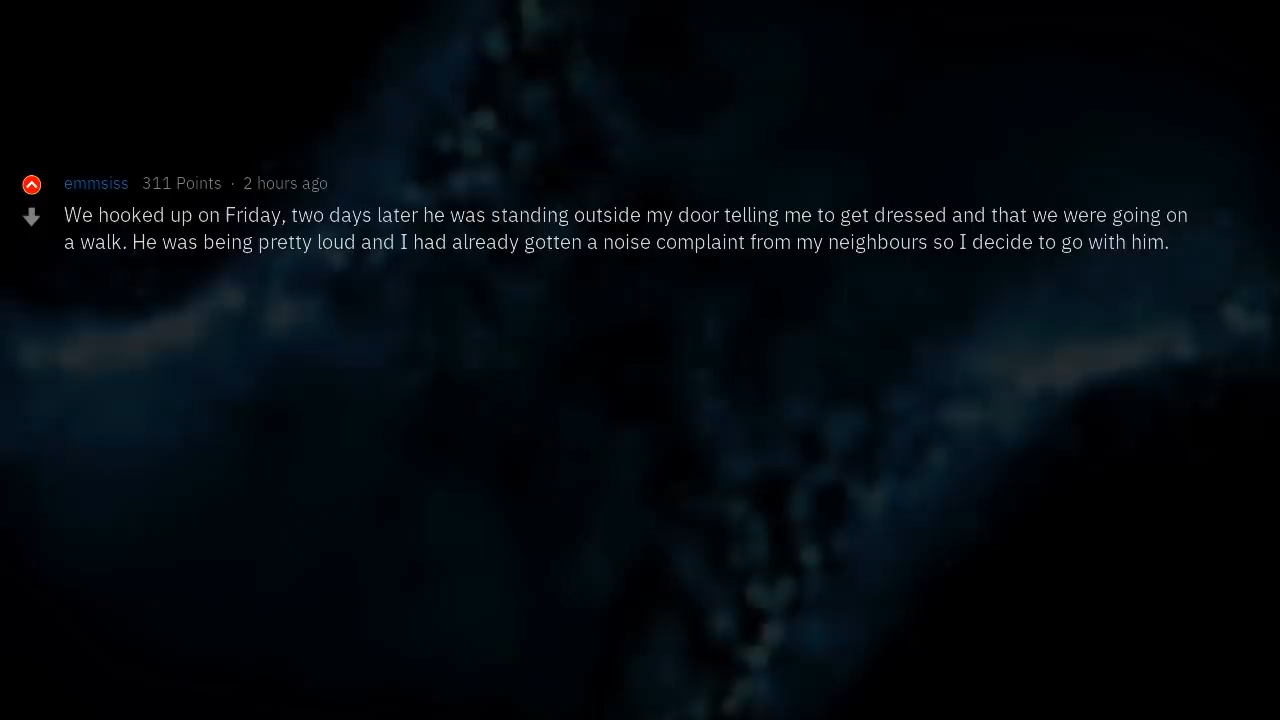 emmsiss 311 Points · 2 hours ago
We hooked up on Friday, two days later he was standing outside my door telling me to get dressed and that we were going on
a walk. He was being pretty loud and I had already gotten a noise complaint from my neighbours so I decide to go with him.